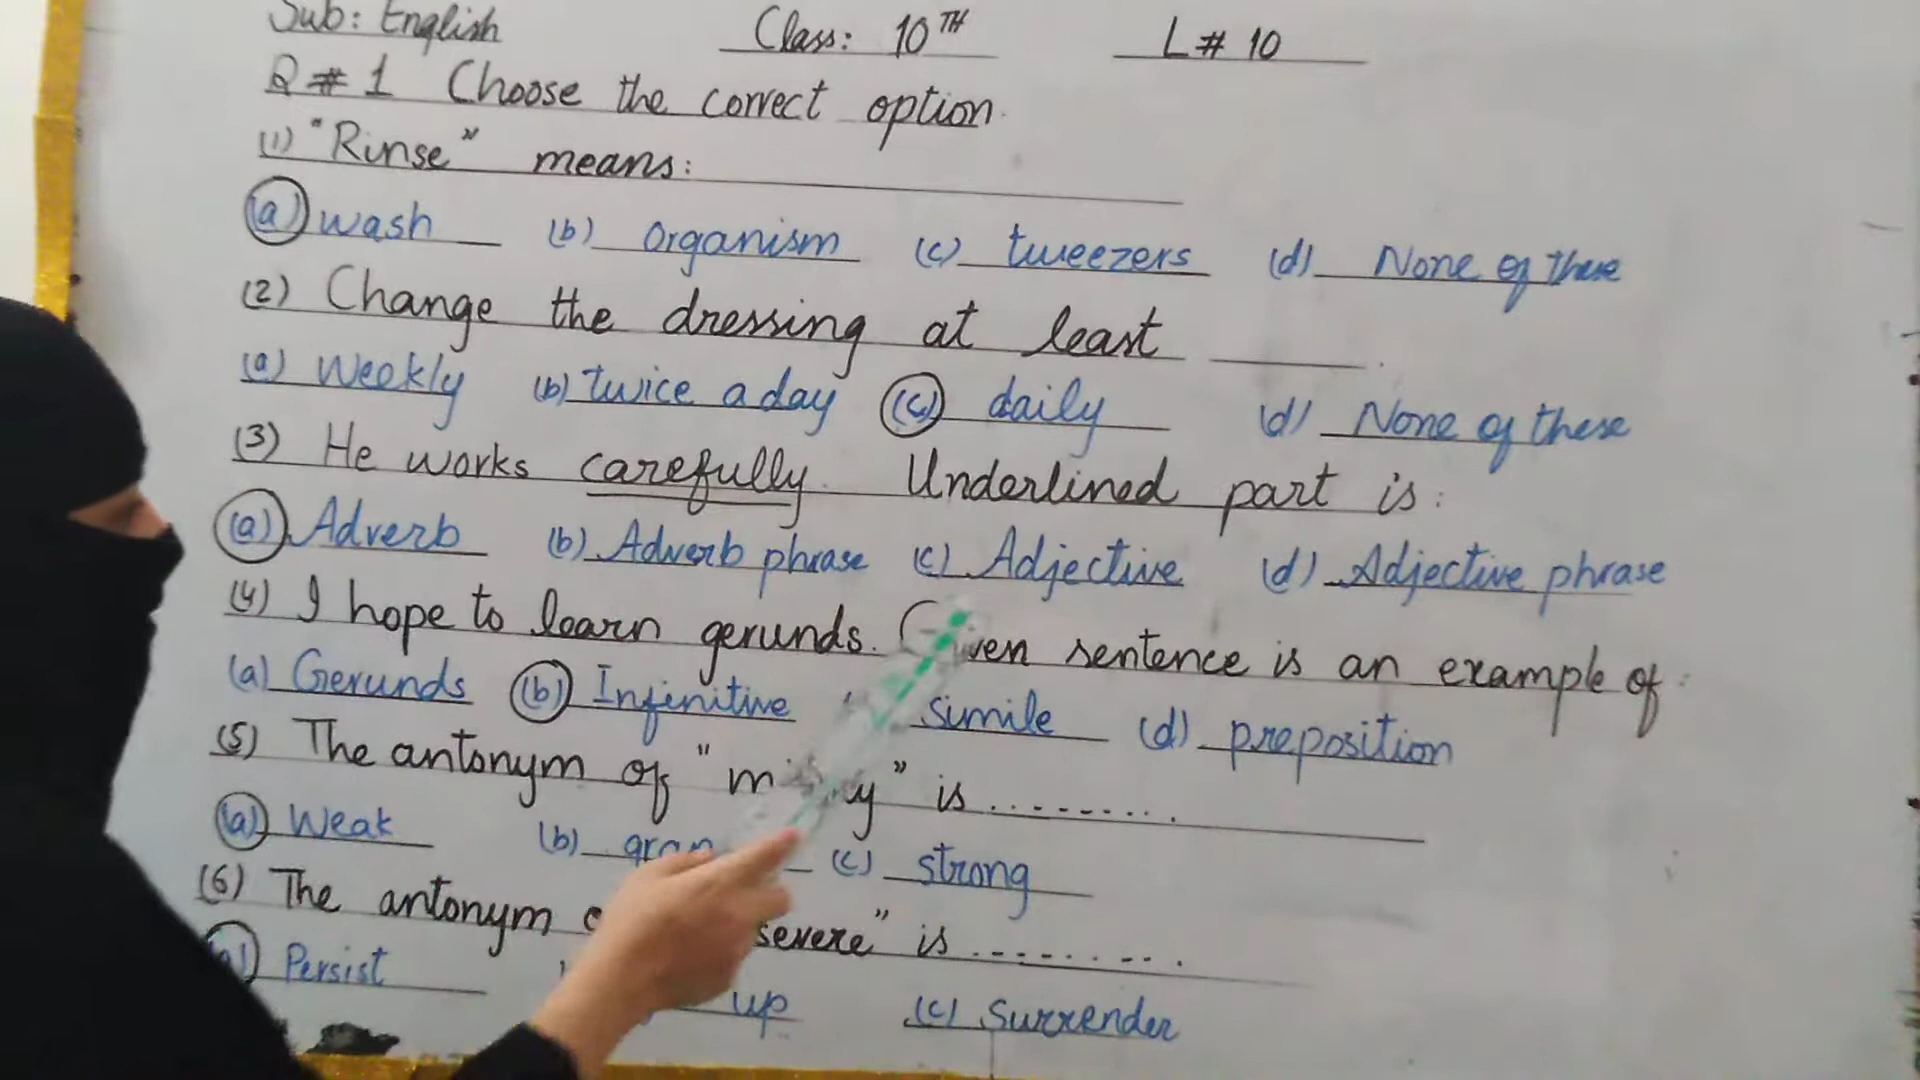 Sub: English Class: 10TH L# 10
Q # 1 Choose the correct option.
(1) "Rinse" means:
(a) wash (b) organism (c) tweezers (d) None of these
(2) Change the dressing at least
(a) Weekly (b) twice a day (c) daily (d) None of these
(3) He works carefully. Underlined part is:
(a) Adverb (b) Adverb phrase (c) Adjective (d) Adjective phrase
(4) I hope to learn gerunds. Given sentence is an example of:
(a) Gerunds (b) Infinitive simile (d) preposition
(5) The antonym of " " is .........
(a) Weak (b) (c) strong
(6) The antonym severe" is .........
(a) Persist up (c) Surrender